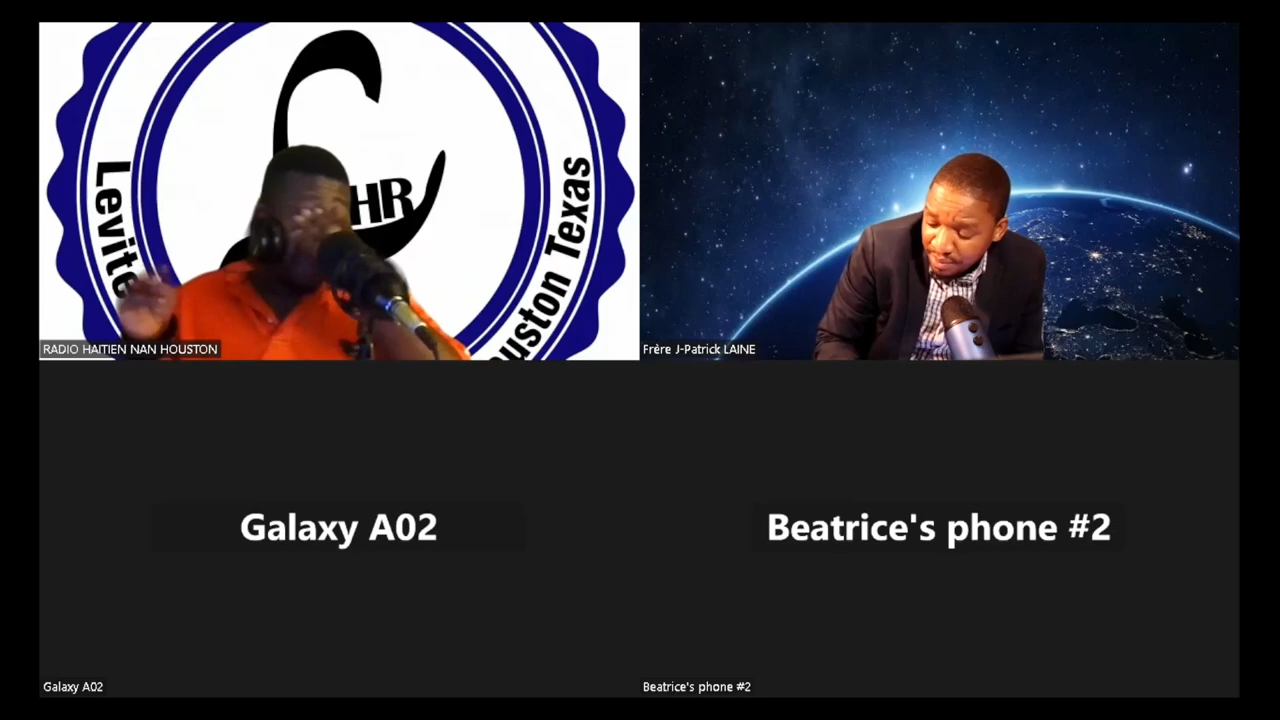 Levite
HR
Houston Texas
RADIO HAITIEN NAN HOUSTON
Frère J-Patrick LAINE
Galaxy A02
Beatrice's phone #2
Galaxy A02
Beatrice's phone #2